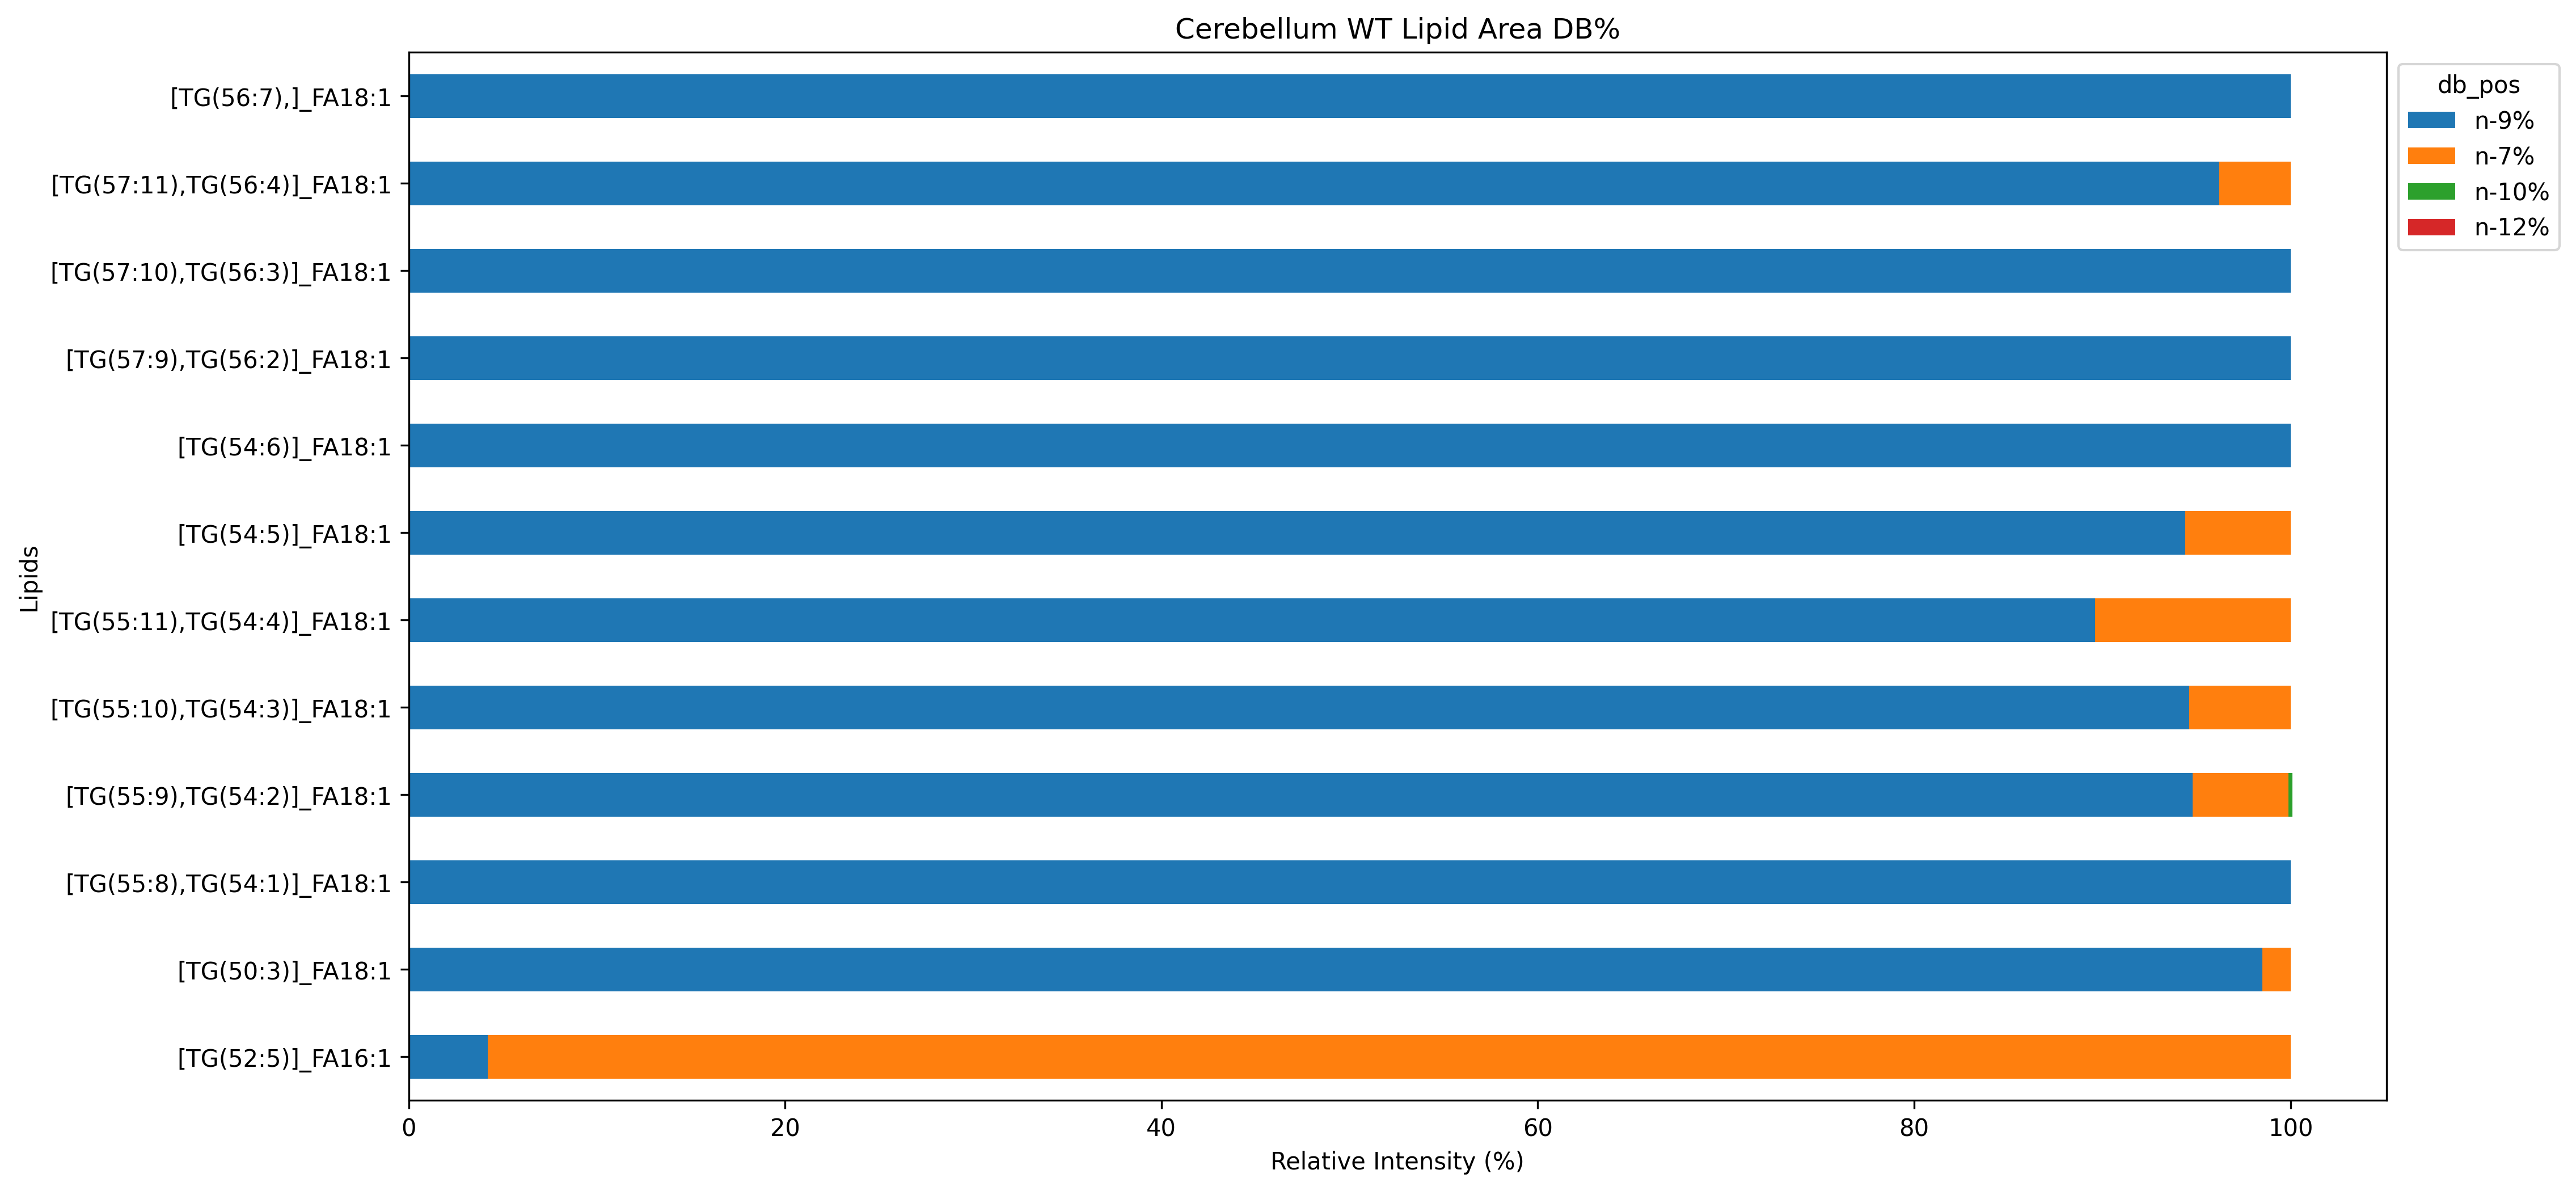 Cerebellum WT Lipid Area DB%
db_pos
n-9%
n-7%
n-10%
n-12%
Lipids
[TG(56:7),]_FA18:1
[TG(57:11),TG(56:4)]_FA18:1
[TG(57:10),TG(56:3)]_FA18:1
[TG(57:9),TG(56:2)]_FA18:1
[TG(54:6)]_FA18:1
[TG(54:5)]_FA18:1
[TG(55:11),TG(54:4)]_FA18:1
[TG(55:10),TG(54:3)]_FA18:1
[TG(55:9),TG(54:2)]_FA18:1
[TG(55:8),TG(54:1)]_FA18:1
[TG(50:3)]_FA18:1
[TG(52:5)]_FA16:1
0 20 40 60 80 100
Relative Intensity (%)